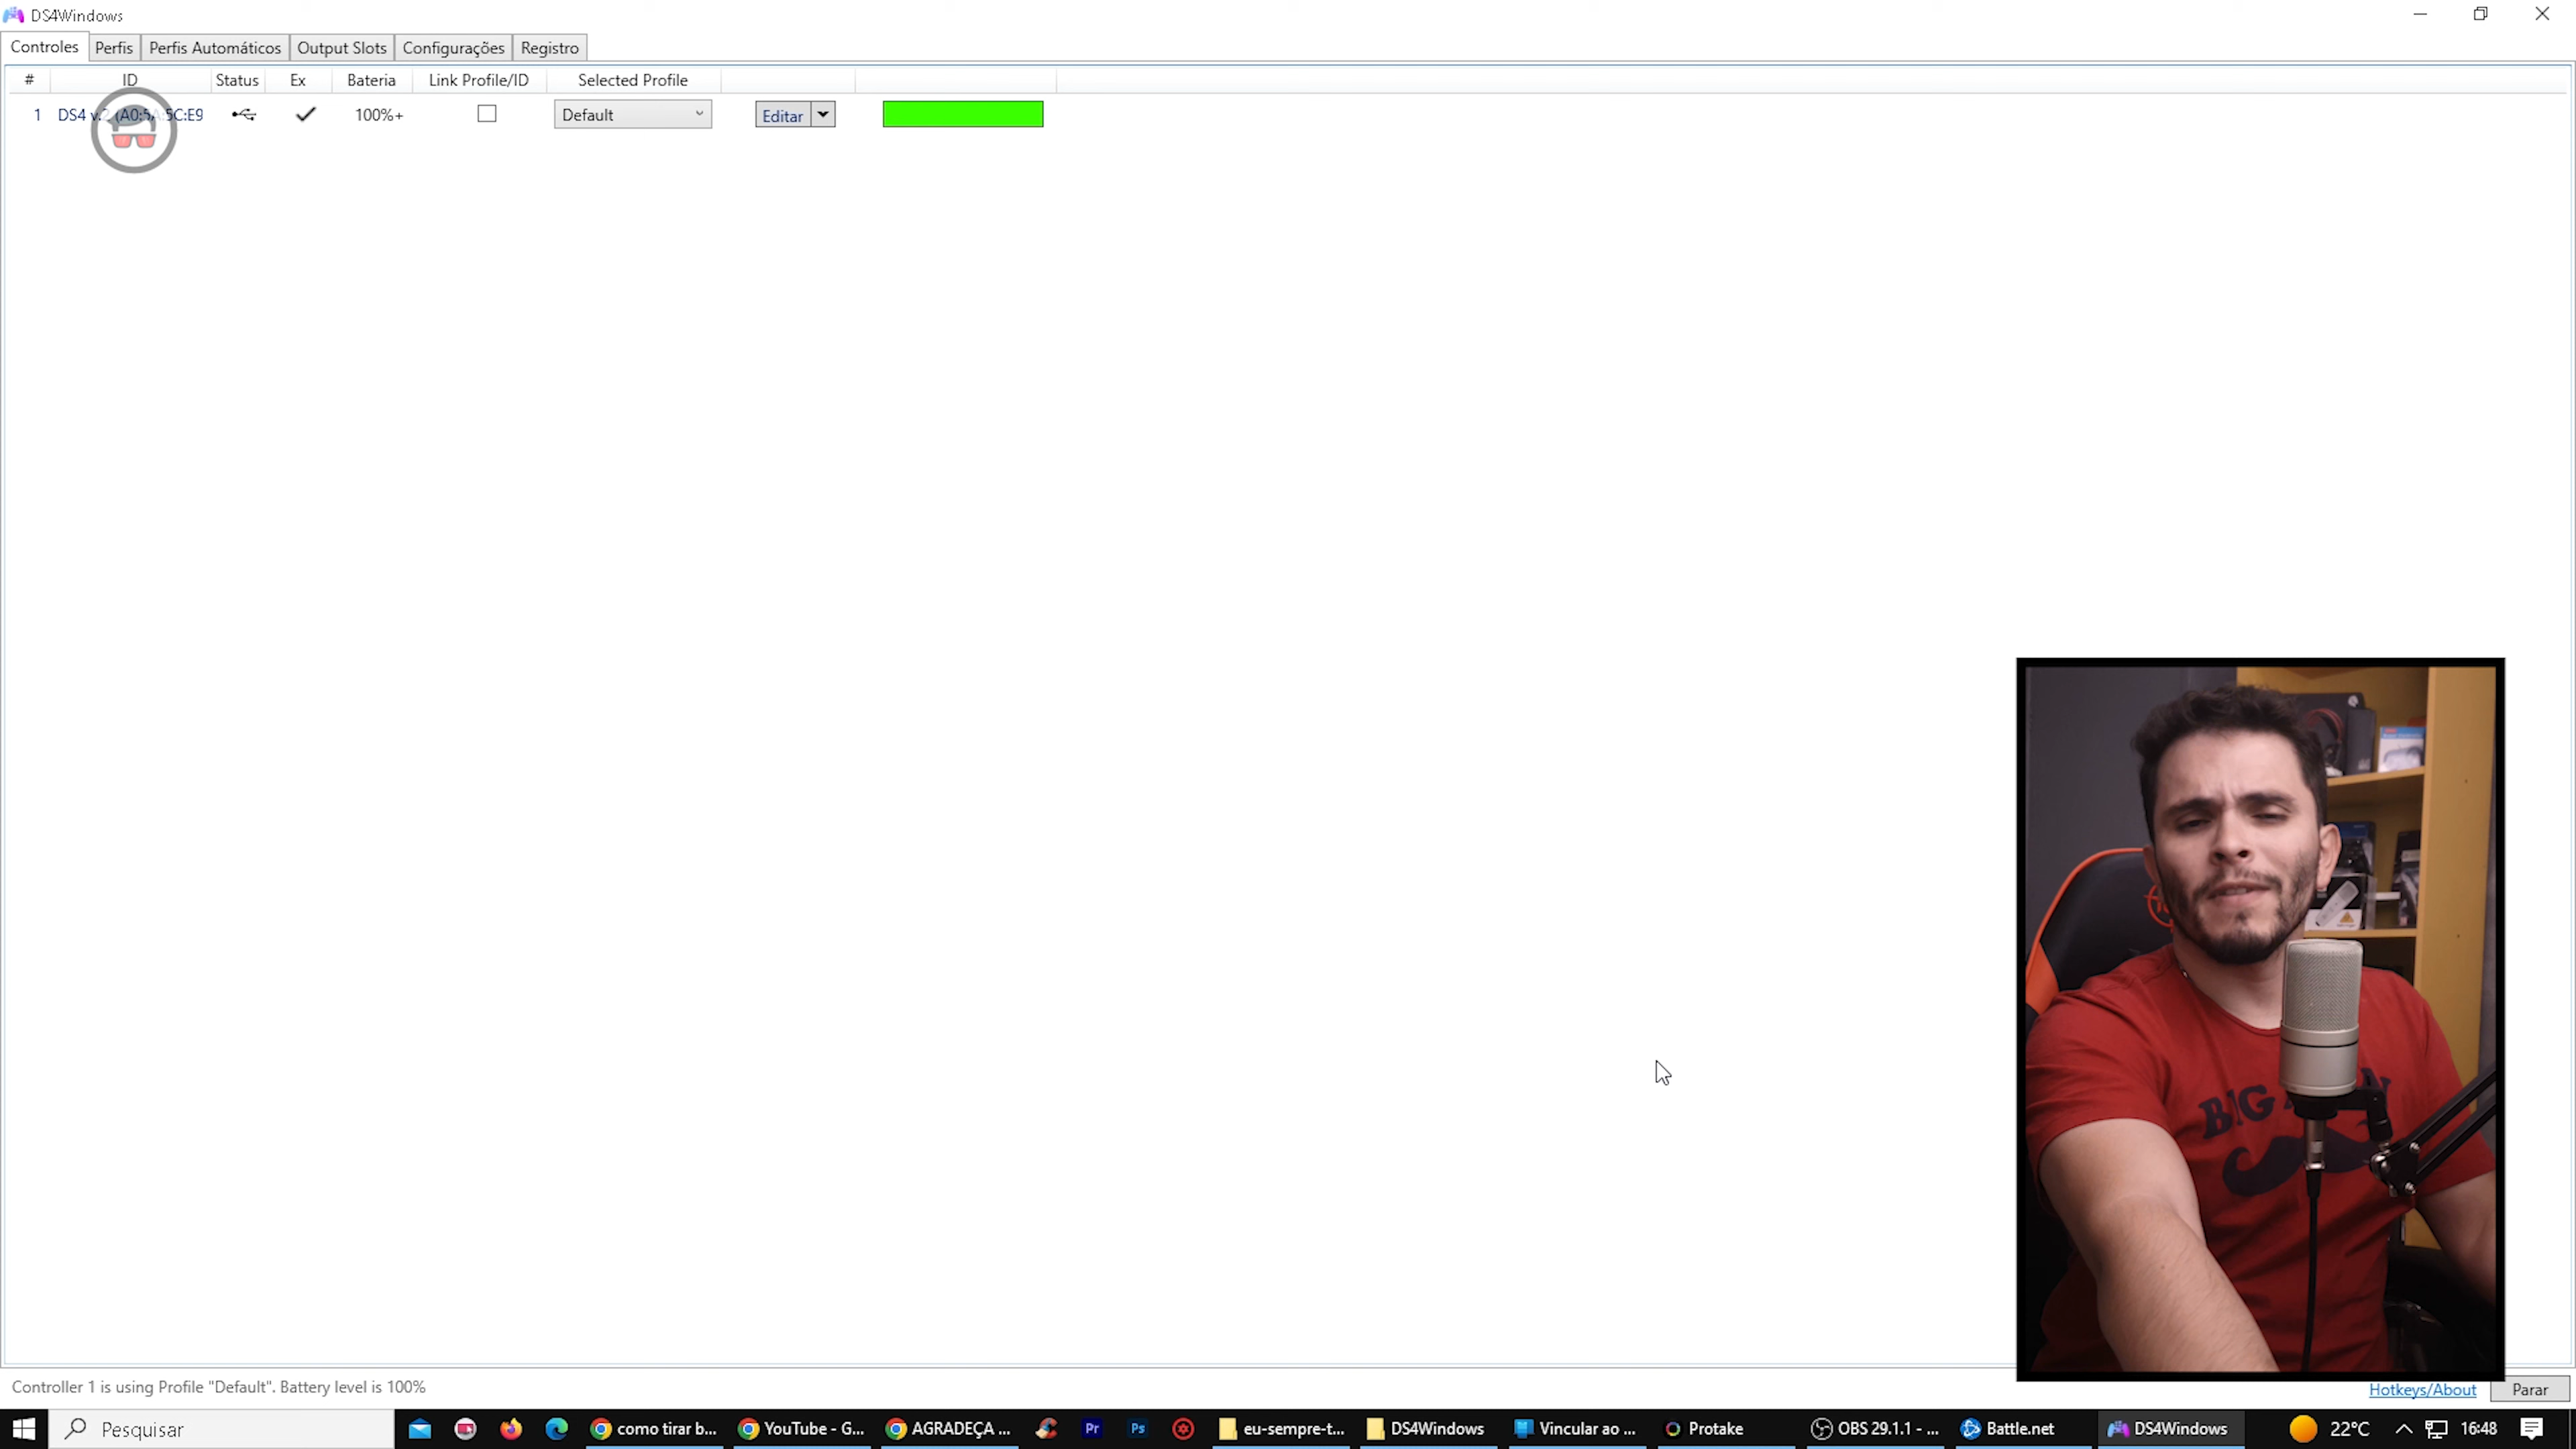 DS4Windows
Controles Perfis Perfis Automáticos Output Slots Configurações Registro
# ID Status Ex Bateria Link Profile/ID Selected Profile
1 DS4 v.2 (A0:5A:5C:E9 100%+ Default Editar
Controller 1 is using Profile "Default". Battery level is 100%
Hotkeys/About Parar
Pesquisar como tirar b... YouTube - G... AGRADEÇA ... Pr Ps eu-sempre-t... DS4Windows Vincular ao ... Protake OBS 29.1.1 - ... Battle.net DS4Windows 22°C 16:48